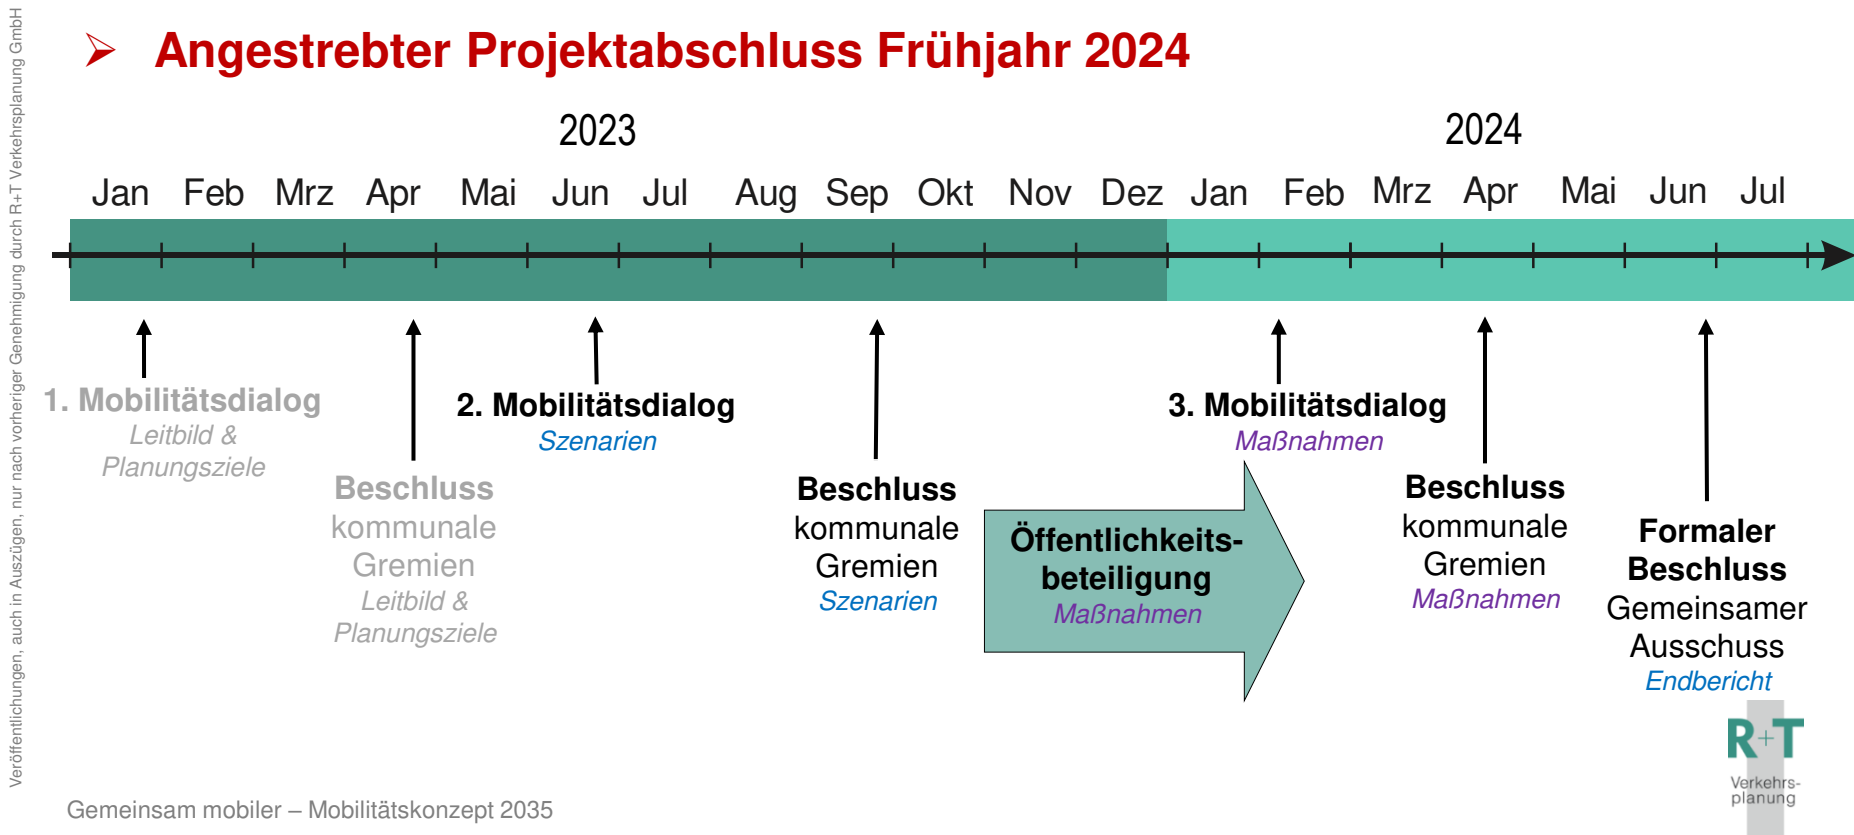 ➢ Angestrebter Projektabschluss Frühjahr 2024
2023
2024
Jan Feb Mrz Apr Mai Jun Jul Aug Sep Okt Nov Dez Jan Feb Mrz Apr Mai Jun Jul
1. Mobilitätsdialog
Leitbild &
Planungsziele
Beschluss
kommunale
Gremien
Leitbild &
Planungsziele
2. Mobilitätsdialog
Szenarien
Beschluss
kommunale
Gremien
Szenarien
Öffentlichkeits-
beteiligung
Maßnahmen
3. Mobilitätsdialog
Maßnahmen
Beschluss
kommunale
Gremien
Maßnahmen
Formaler
Beschluss
Gemeinsamer
Ausschuss
Endbericht
R+T
Verkehrs-
planung
Gemeinsam mobiler – Mobilitätskonzept 2035
Veröffentlichungen, auch in Auszügen, nur nach vorheriger Genehmigung durch R+T Verkehrsplanung GmbH